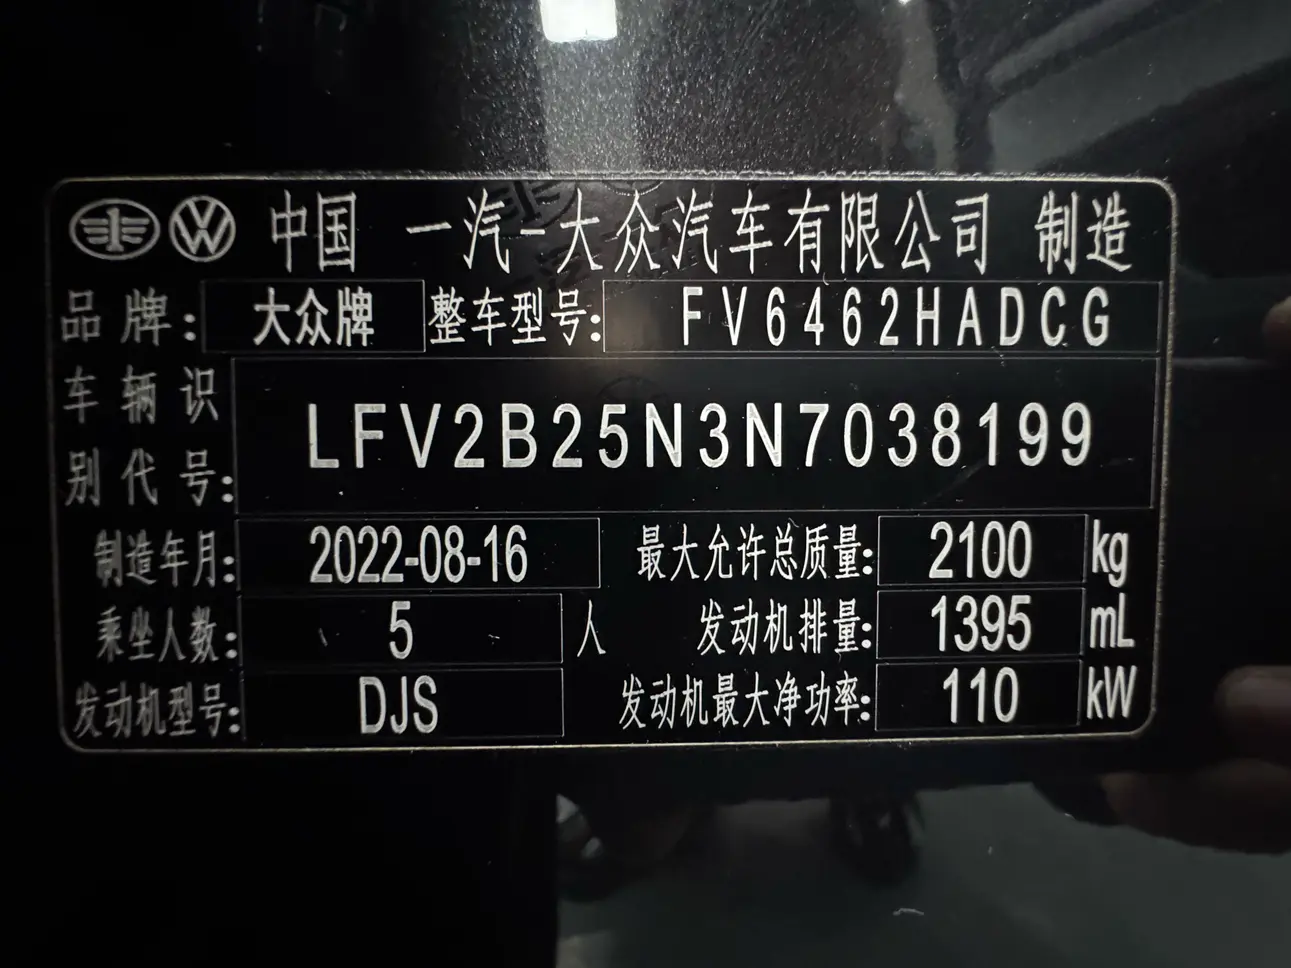 中国 一汽-大众汽车有限公司 制造
品牌: 大众牌 整车型号: FV6462HADCG
车辆识别代号: LFV2B25N3N7038199
制造年月: 2022-08-16 最大允许总质量: 2100 kg
乘坐人数: 5 人 发动机排量: 1395 mL
发动机型号: DJS 发动机最大净功率: 110 kW